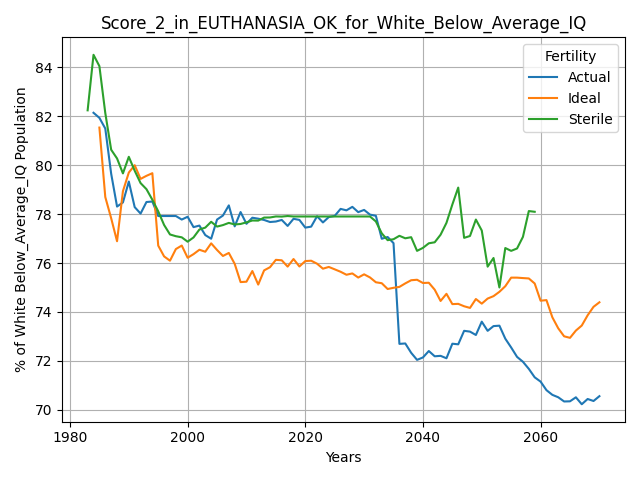 Score_2_in_EUTHANASIA_OK_for_White_Below_Average_IQ
% of White Below_Average_IQ Population
84
82
80
78
76
74
72
70
Fertility
Actual
Ideal
Sterile
1980
2000
2020
2040
2060
Years